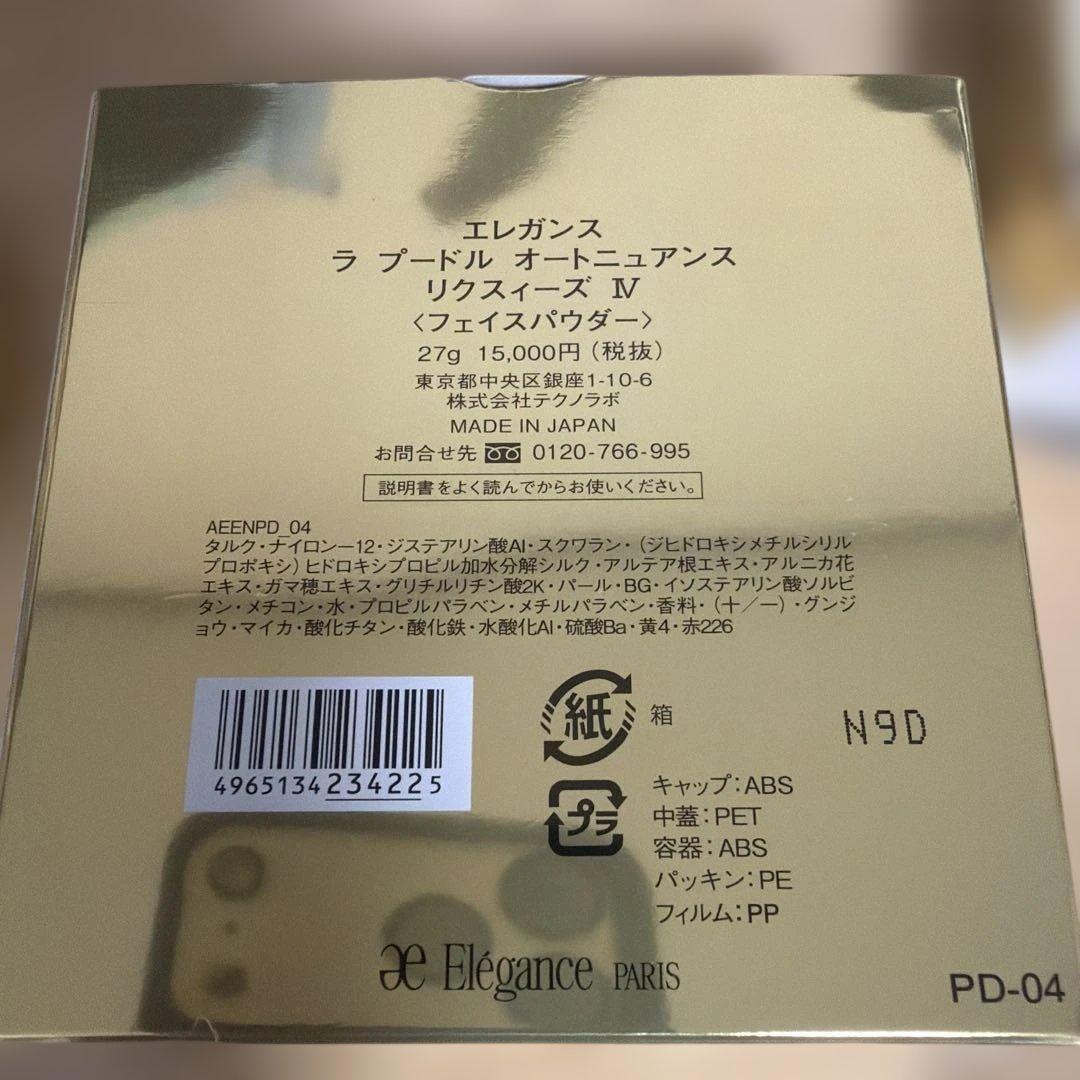 エレガンス
ラ プードル オートニュアンス
リクスィーズ Ⅳ
〈フェイスパウダー〉
27g 15,000円(税抜)
東京都中央区銀座1-10-6
株式会社テクノラボ
MADE IN JAPAN
お問合せ先 0120-766-995
説明書をよく読んでからお使いください。
AEENPD_04
タルク・ナイロン―12・ジステアリン酸Al・スクワラン・(ジヒドロキシメチルシリル
プロポキシ)ヒドロキシプロピル加水分解シルク・アルテア根エキス・アルニカ花
エキス・ガマ穂エキス・グリチルリチン酸2K・パール・BG・イソステアリン酸ソルビ
タン・メチコン・水・プロピルパラベン・メチルパラベン・香料・(+/-)・グンジ
ョウ・マイカ・酸化チタン・酸化鉄・水酸化Al・硫酸Ba・黄4・赤226
4965134234225
紙 箱
N9D
プラ
キャップ:ABS
中蓋:PET
容器:ABS
パッキン:PE
フィルム:PP
æ Elégance PARIS
PD-04